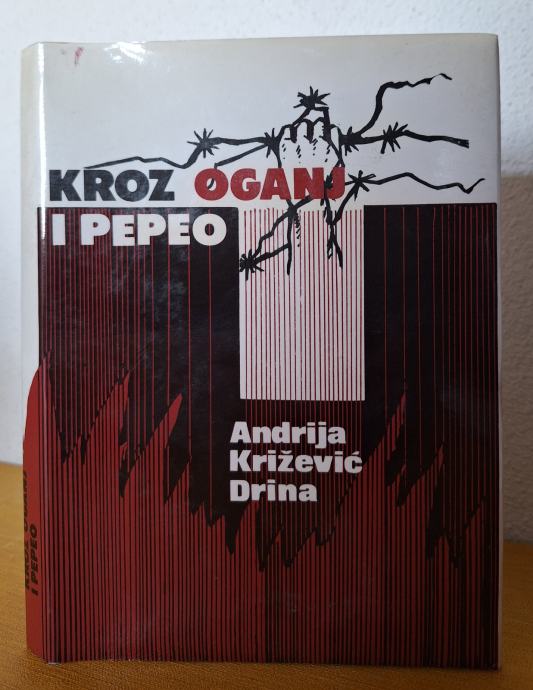 KROZ OGANJ
I PEPEO
Andrija
Križević
Drina
KROZ OGANJ
I PEPEO